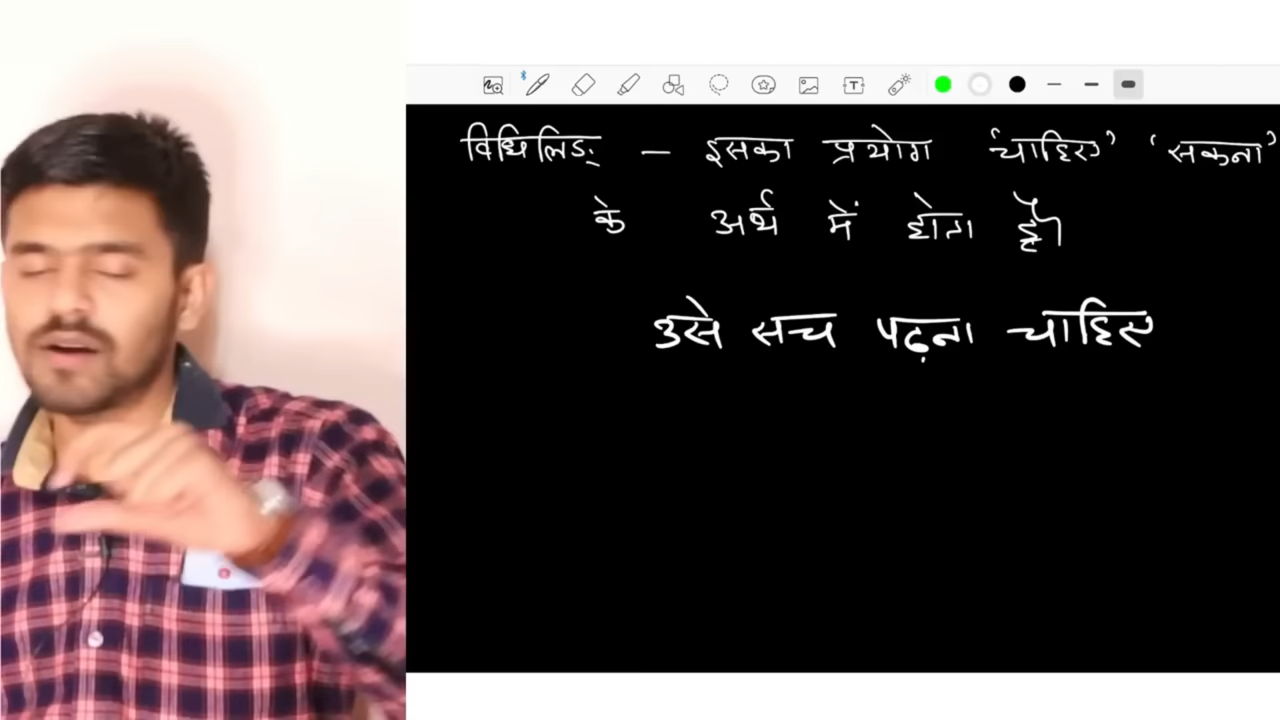 विधिलिङ् - इसका प्रयोग 'चाहिए' 'सकना'
के अर्थ में होता है।
उसे सच पढ़ना चाहिए